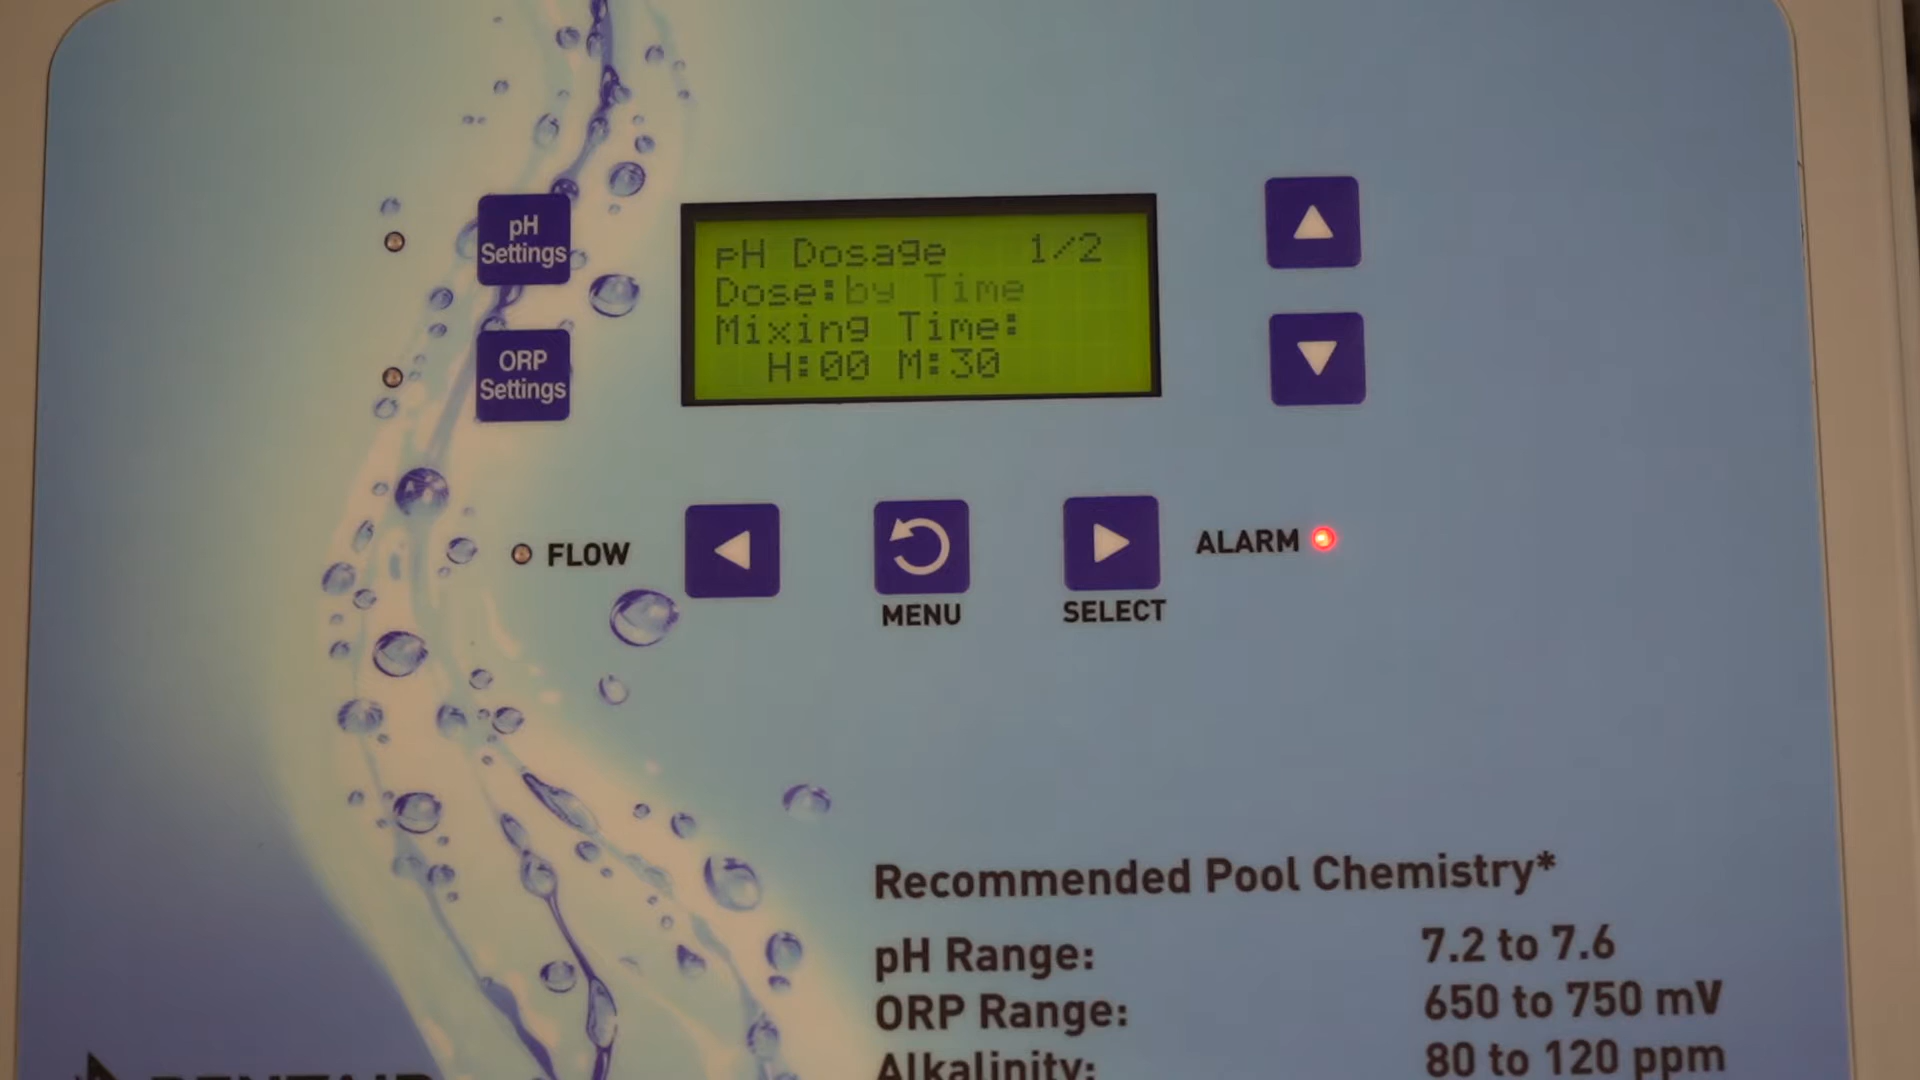 pH Settings
ORP Settings
pH Dosage 1/2
Dose:by Time
Mixing Time:
H:00 M:30
FLOW
MENU
SELECT
ALARM
Recommended Pool Chemistry*
pH Range: 7.2 to 7.6
ORP Range: 650 to 750 mV
Alkalinity: 80 to 120 ppm